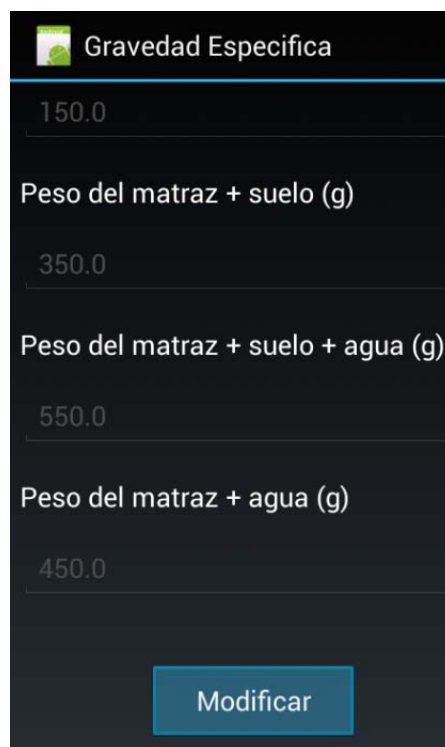 Gravedad Especifica
150.0
Peso del matraz + suelo (g)
350.0
Peso del matraz + suelo + agua (g)
550.0
Peso del matraz + agua (g)
450.0
Modificar